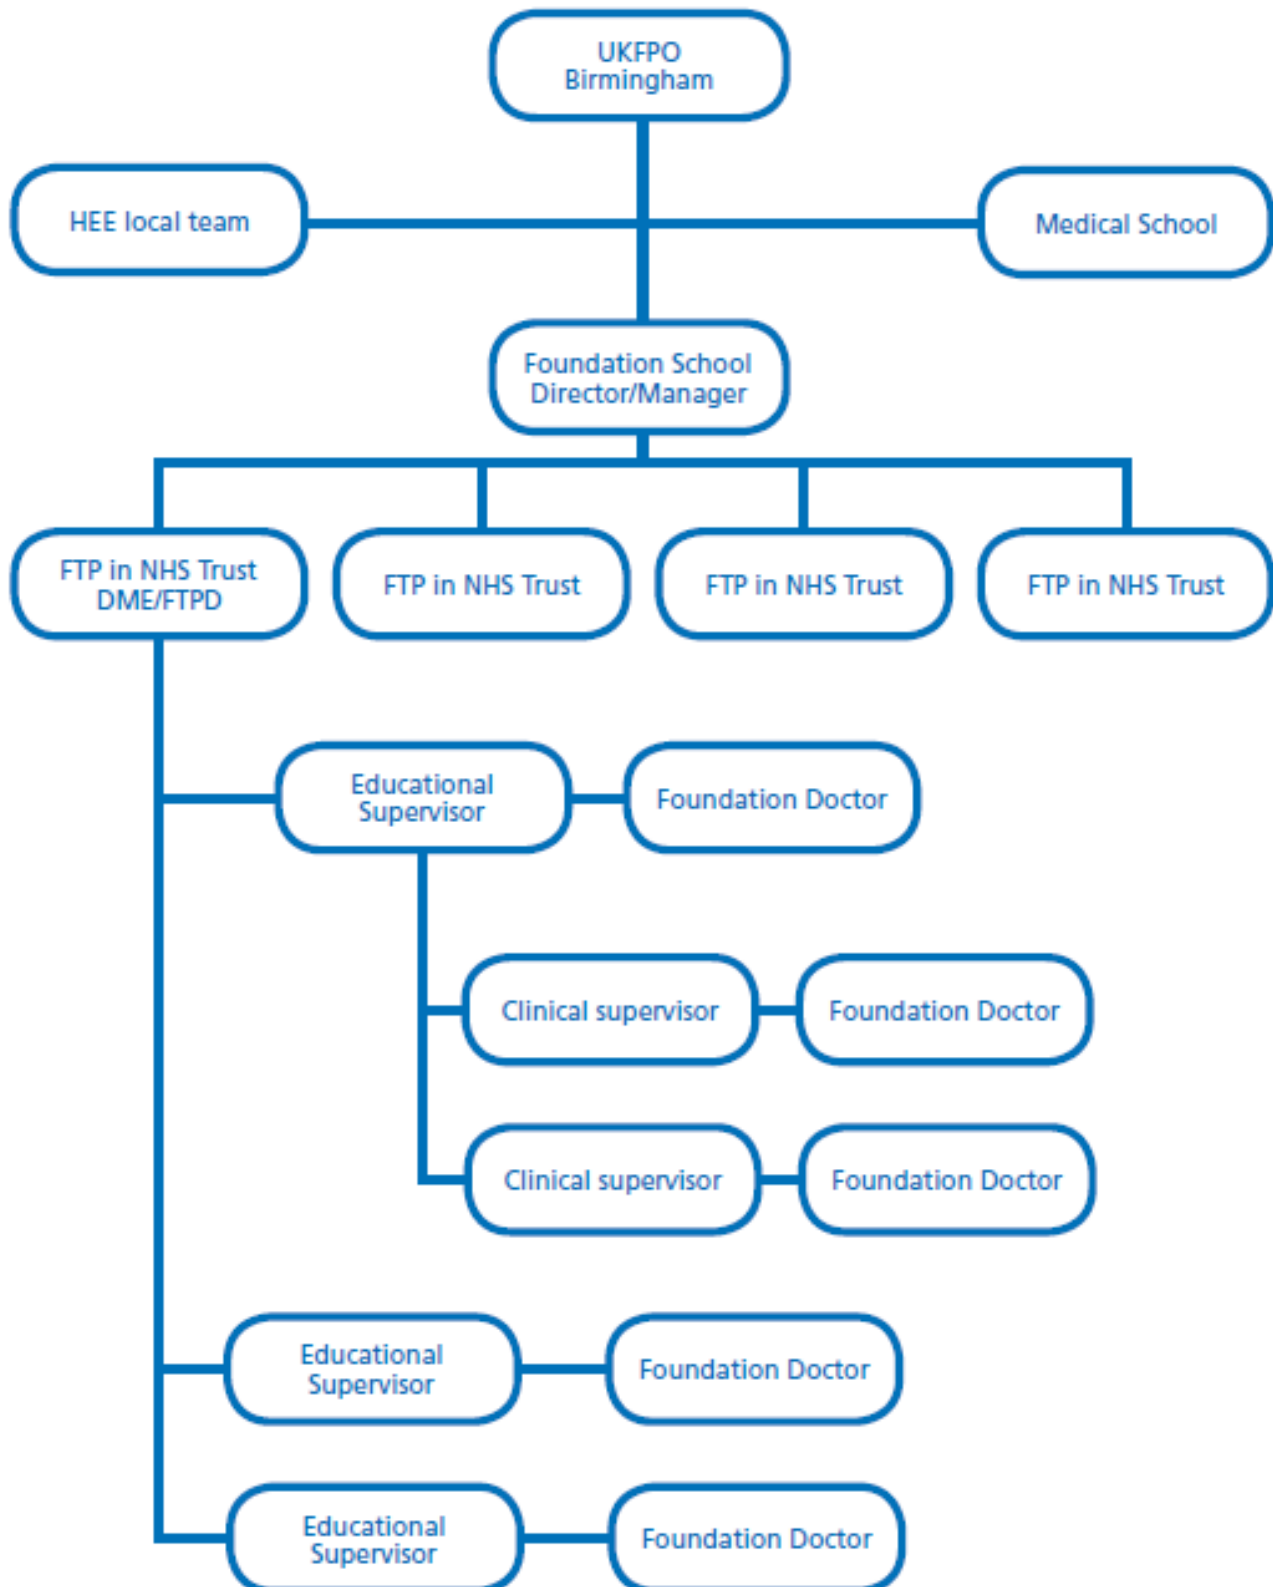 UKFPO
Birmingham
HEE local team
Medical School
Foundation School
Director/Manager
FTP in NHS Trust
DME/FTPD
FTP in NHS Trust
FTP in NHS Trust
FTP in NHS Trust
Educational
Supervisor
Foundation Doctor
Clinical supervisor
Foundation Doctor
Clinical supervisor
Foundation Doctor
Educational
Supervisor
Foundation Doctor
Educational
Supervisor
Foundation Doctor